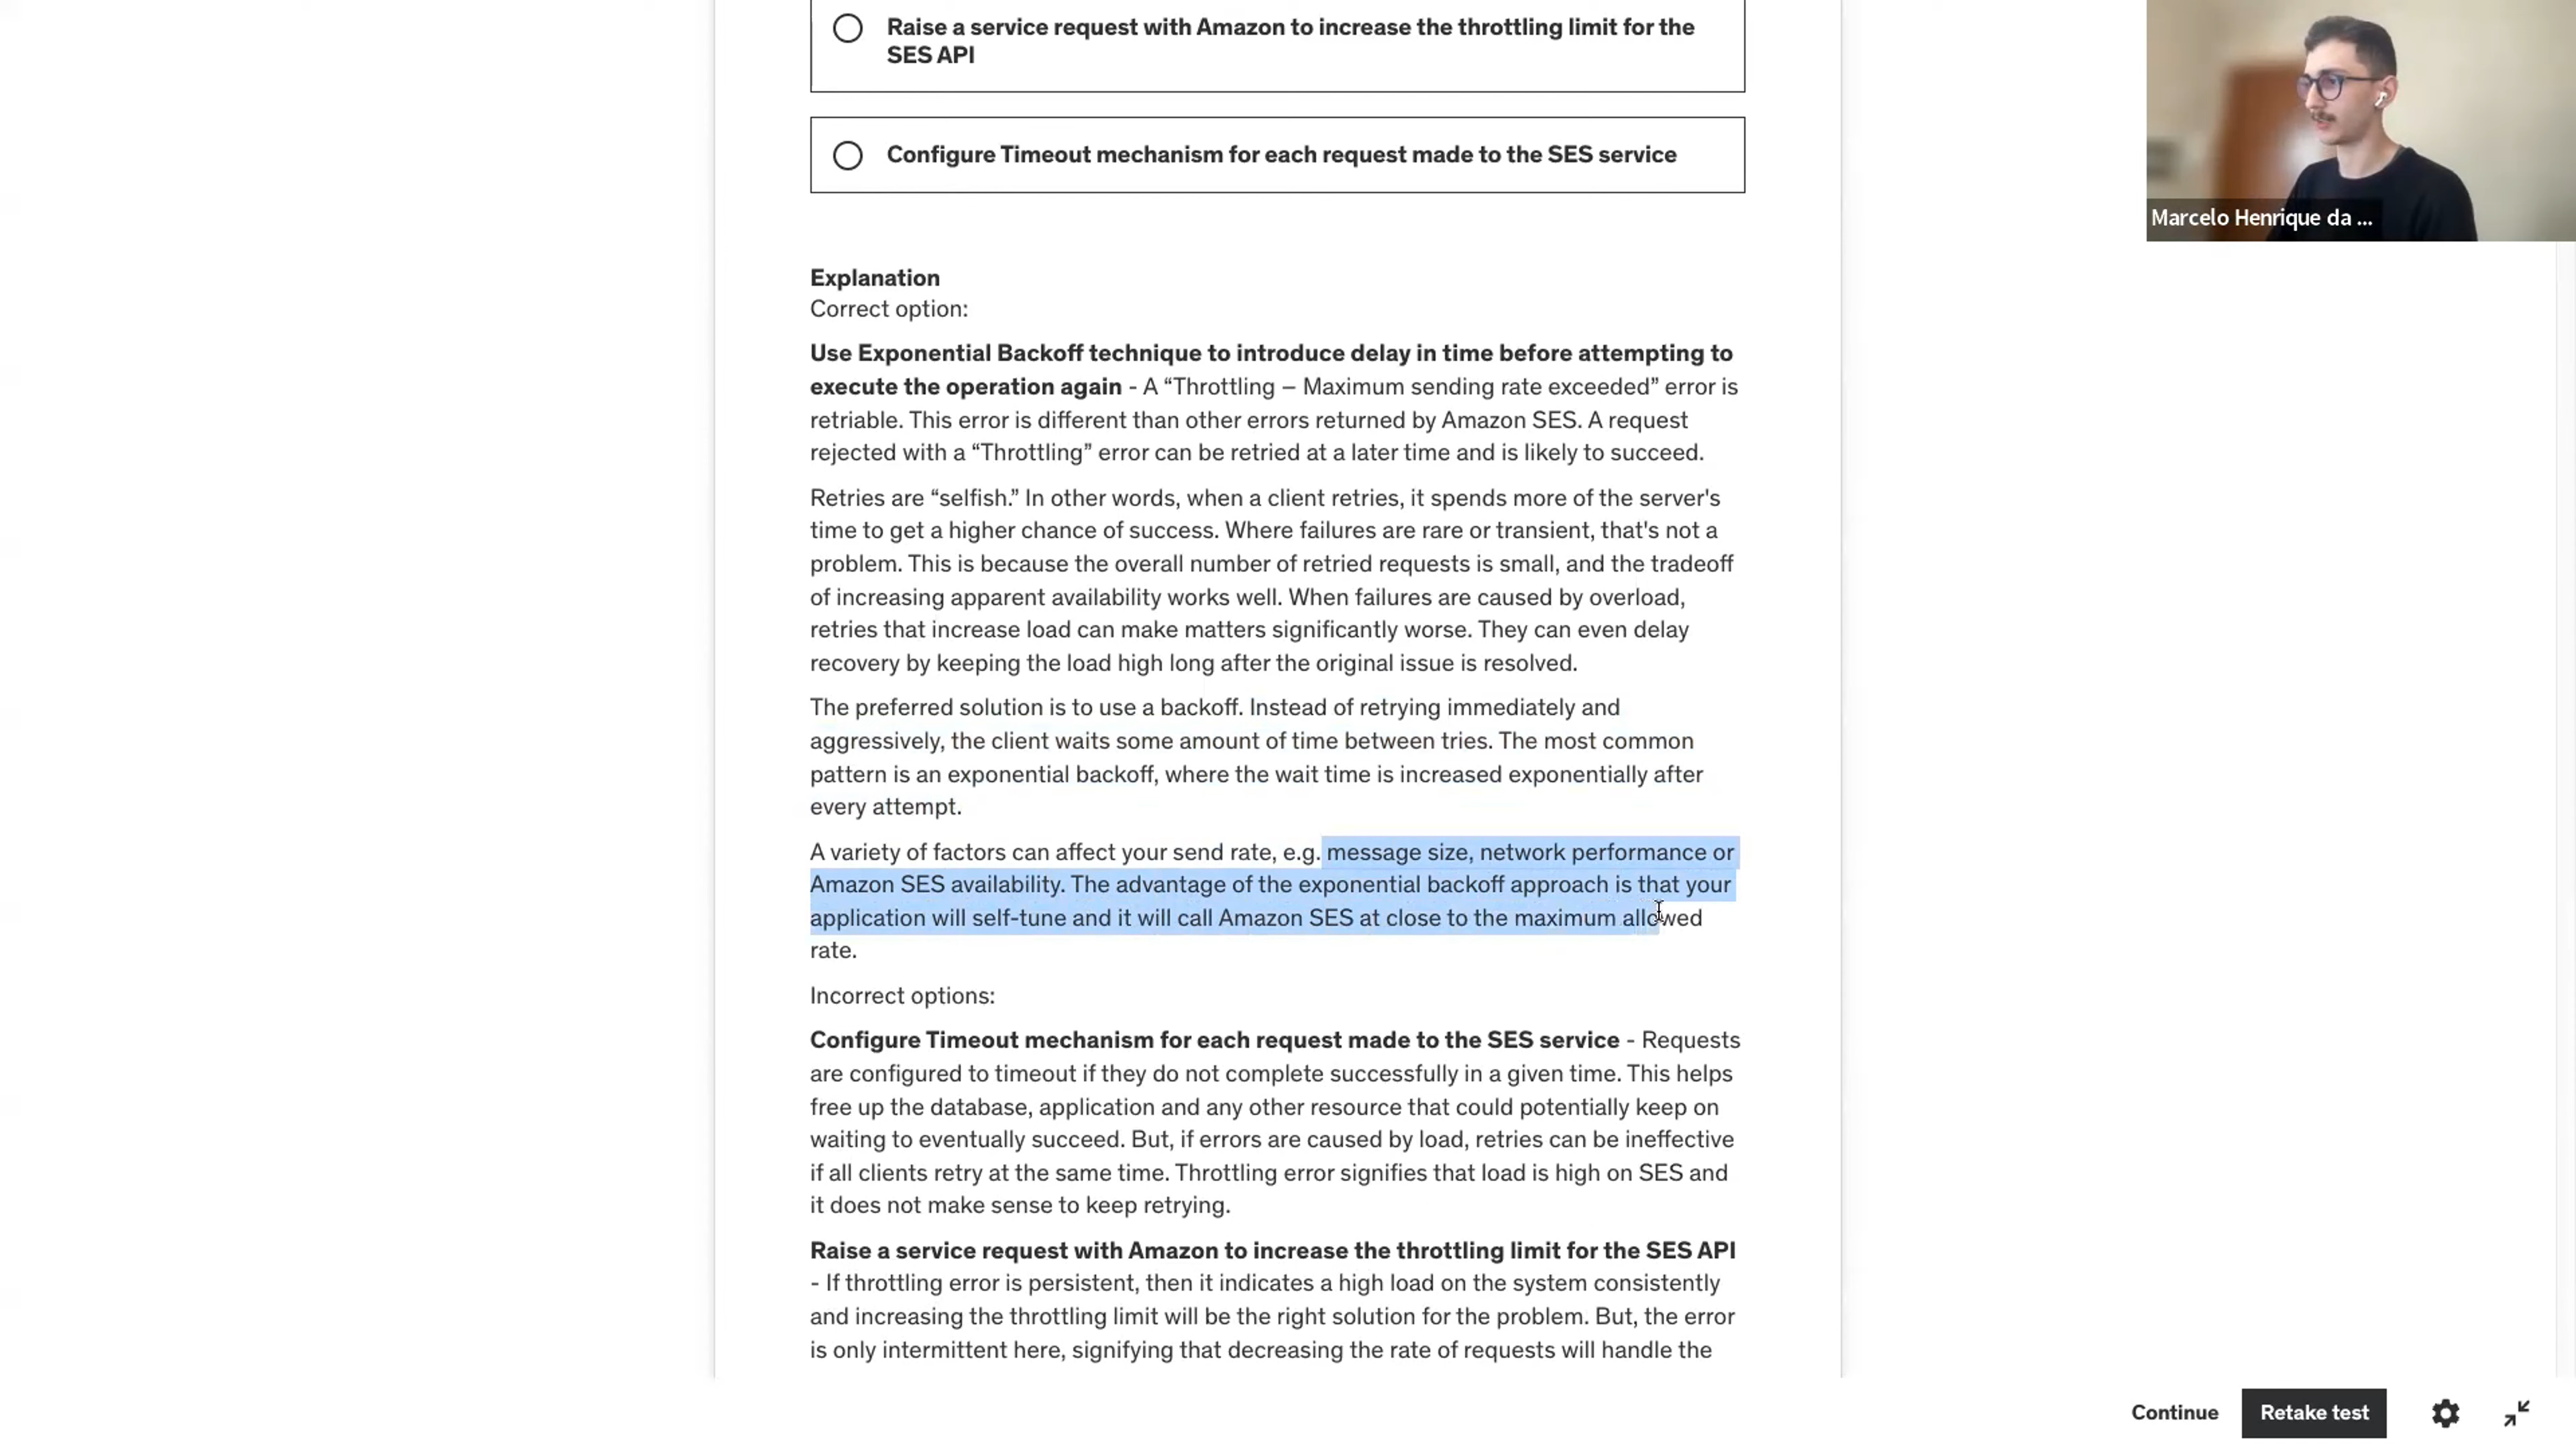 Raise a service request with Amazon to increase the throttling limit for the
SES API
Configure Timeout mechanism for each request made to the SES service
Marcelo Henrique da ...
Explanation
Correct option:
Use Exponential Backoff technique to introduce delay in time before attempting to
execute the operation again - A “Throttling – Maximum sending rate exceeded” error is
retriable. This error is different than other errors returned by Amazon SES. A request
rejected with a “Throttling” error can be retried at a later time and is likely to succeed.
Retries are “selfish.” In other words, when a client retries, it spends more of the server's
time to get a higher chance of success. Where failures are rare or transient, that's not a
problem. This is because the overall number of retried requests is small, and the tradeoff
of increasing apparent availability works well. When failures are caused by overload,
retries that increase load can make matters significantly worse. They can even delay
recovery by keeping the load high long after the original issue is resolved.
The preferred solution is to use a backoff. Instead of retrying immediately and
aggressively, the client waits some amount of time between tries. The most common
pattern is an exponential backoff, where the wait time is increased exponentially after
every attempt.
A variety of factors can affect your send rate, e.g. message size, network performance or
Amazon SES availability. The advantage of the exponential backoff approach is that your
application will self-tune and it will call Amazon SES at close to the maximum allowed
rate.
Incorrect options:
Configure Timeout mechanism for each request made to the SES service - Requests
are configured to timeout if they do not complete successfully in a given time. This helps
free up the database, application and any other resource that could potentially keep on
waiting to eventually succeed. But, if errors are caused by load, retries can be ineffective
if all clients retry at the same time. Throttling error signifies that load is high on SES and
it does not make sense to keep retrying.
Raise a service request with Amazon to increase the throttling limit for the SES API
- If throttling error is persistent, then it indicates a high load on the system consistently
and increasing the throttling limit will be the right solution for the problem. But, the error
is only intermittent here, signifying that decreasing the rate of requests will handle the
Continue
Retake test